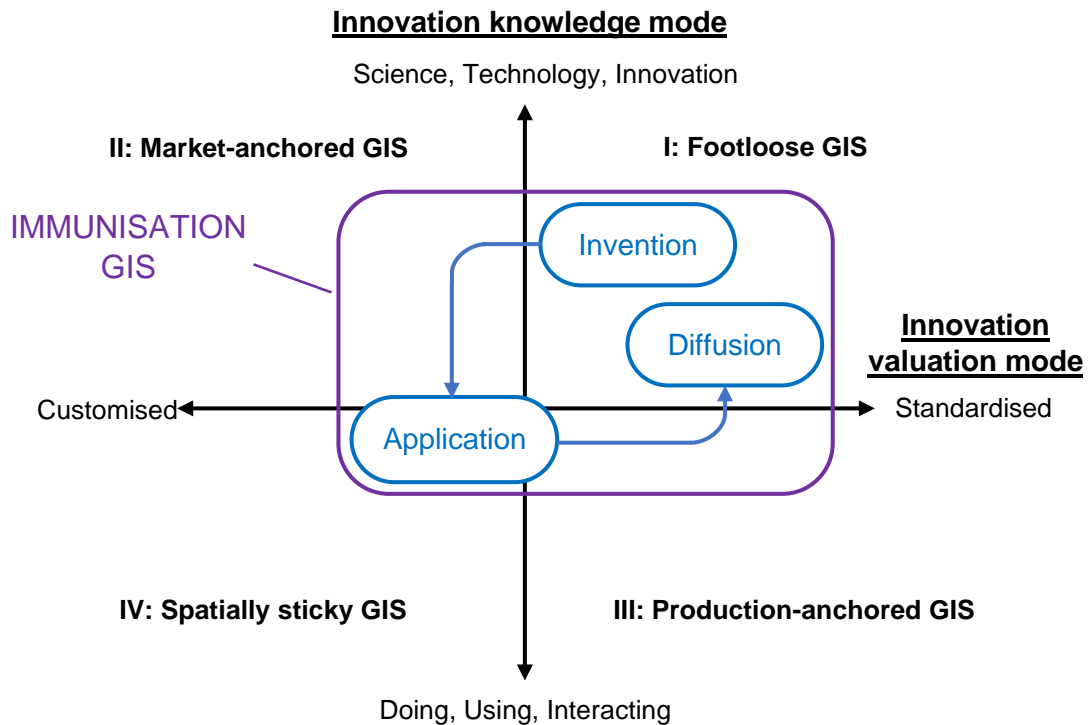 Innovation knowledge mode
Science, Technology, Innovation
II: Market-anchored GIS
I: Footloose GIS
IMMUNISATION
GIS
Invention
Diffusion
Innovation
valuation mode
Customised
Standardised
Application
IV: Spatially sticky GIS
III: Production-anchored GIS
Doing, Using, Interacting